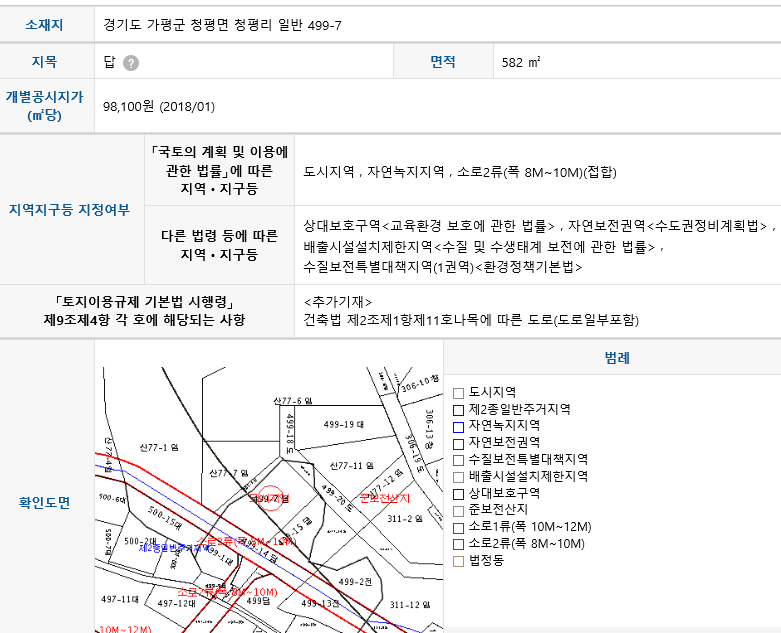 소재지 경기도 가평군 청평면 청평리 일반 499-7
지목 답 ? 면적 582 ㎡
개별공시지가
(㎡당)
98,100원 (2018/01)
지역지구등 지정여부
「국토의 계획 및 이용에
관한 법률」에 따른
지역・지구등
도시지역 , 자연녹지지역 , 소로2류(폭 8M~10M)(접합)
다른 법령 등에 따른
지역・지구등
상대보호구역<교육환경 보호에 관한 법률> , 자연보전권역<수도권정비계획법> ,
배출시설설치제한지역<수질 및 수생태계 보전에 관한 법률> ,
수질보전특별대책지역(1권역)<환경정책기본법>
「토지이용규제 기본법 시행령」
제9조제4항 각 호에 해당되는 사항
<추가기재>
건축법 제2조제1항제11호나목에 따른 도로(도로일부포함)
확인도면
306-10 창
산77-6 임
499-18 도
499-19 대
306-13 창
306-19 도
산77-1 임
산77-4 임
산77-7 임
산77-11 임
산77-12 임
499-20 도
준보전산지
500-6대
500-15대
311-2 임
500-2대
제2종일반주거지역
499-1대
499-14 답
499-2전
소로2류(폭 8M~10M)
497-11대
497-12대
499답
499-13전
311-12 임
10M~12M)
범례
도시지역
제2종일반주거지역
자연녹지지역
자연보전권역
수질보전특별대책지역
배출시설설치제한지역
상대보호구역
준보전산지
소로1류(폭 10M~12M)
소로2류(폭 8M~10M)
법정동